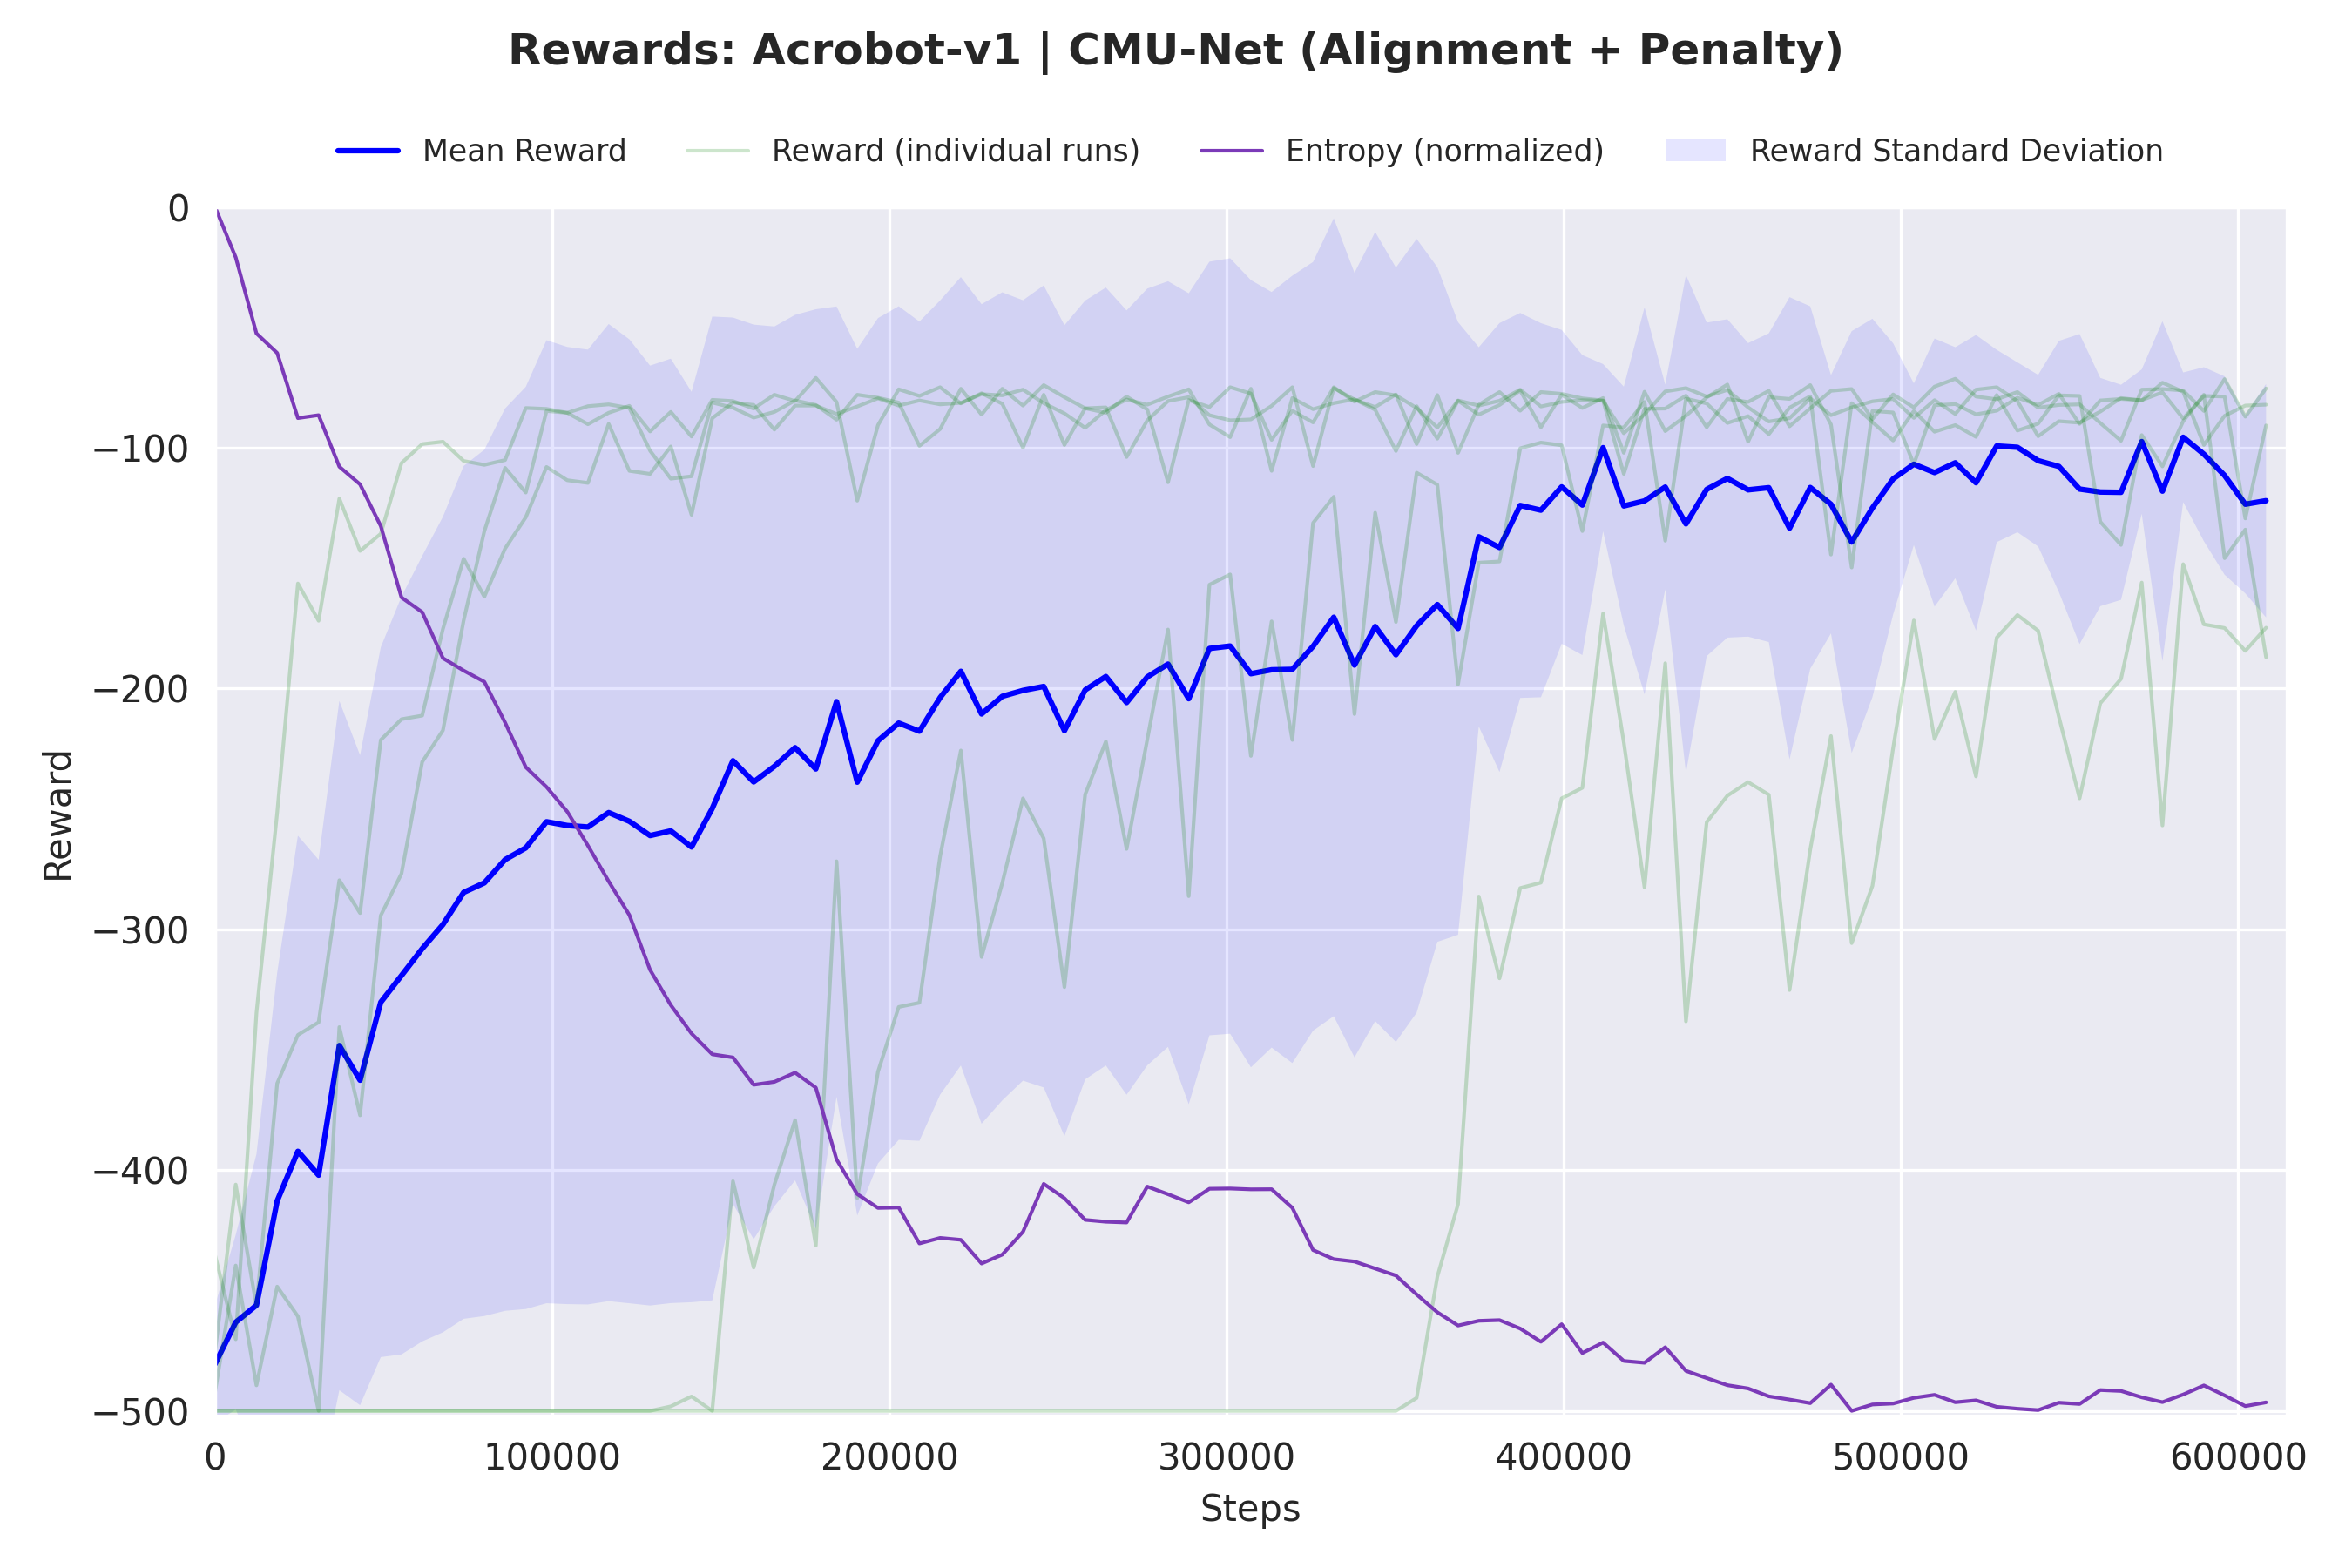 Rewards: Acrobot-v1 | CMU-Net (Alignment + Penalty)
Mean Reward Reward (individual runs) Entropy (normalized) Reward Standard Deviation
0
−100
−200
−300
−400
−500
Reward
0 100000 200000 300000 400000 500000 600000
Steps